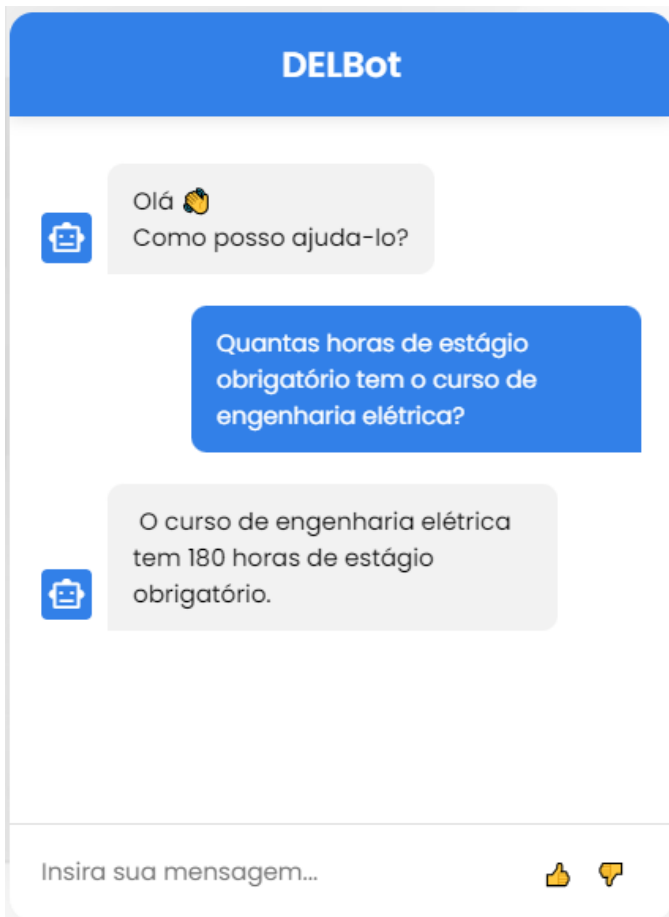 DELBot
Olá 👏
Como posso ajuda-lo?
Quantas horas de estágio
obrigatório tem o curso de
engenharia elétrica?
O curso de engenharia elétrica
tem 180 horas de estágio
obrigatório.
Insira sua mensagem...